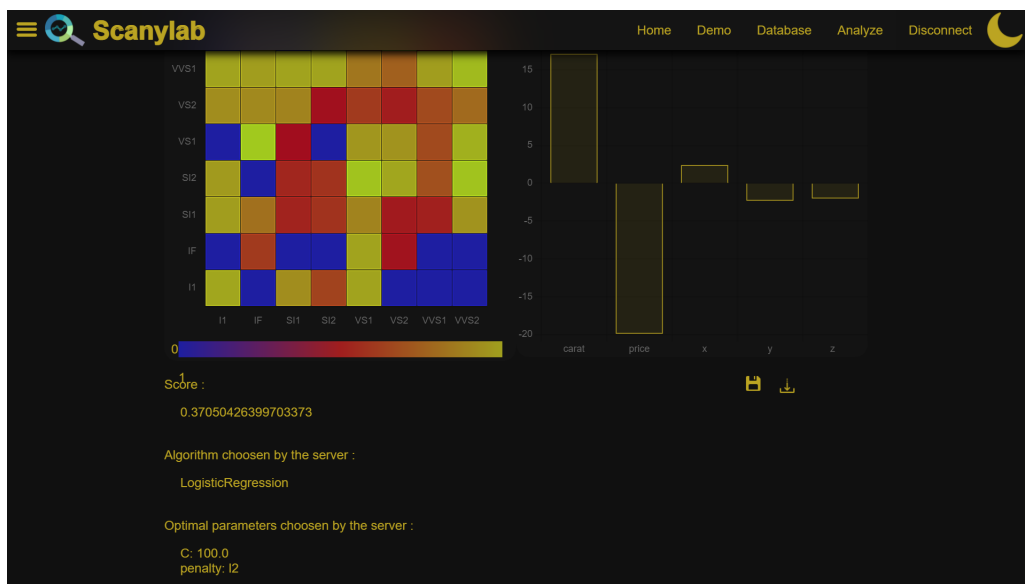 Scanylab
Home Demo Database Analyze Disconnect
VVS1
VS2
VS1
SI2
SI1
IF
I1
I1 IF SI1 SI2 VS1 VS2 VVS1 VVS2
0
1
15
10
5
0
-5
-10
-15
-20
carat price x y z
Score :
0.37050426399703373
Algorithm choosen by the server :
LogisticRegression
Optimal parameters choosen by the server :
C: 100.0
penalty: l2